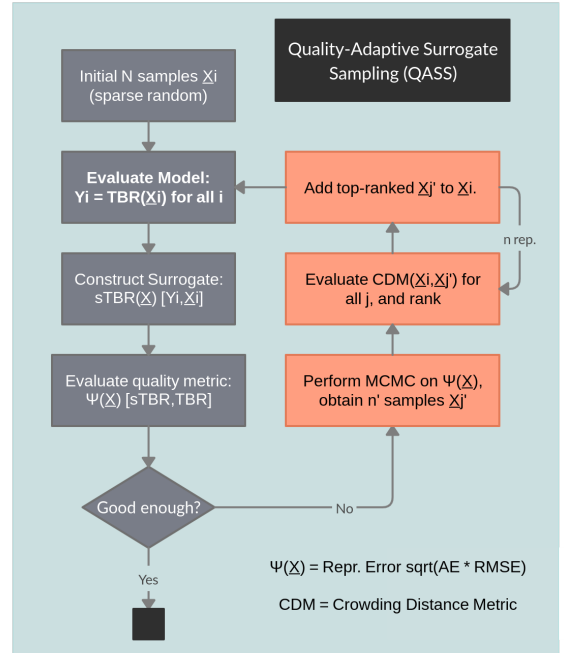 Quality-Adaptive Surrogate
Sampling (QASS)
Initial N samples Xi
(sparse random)
Evaluate Model:
Yi = TBR(Xi) for all i
Construct Surrogate:
sTBR(X) [Yi,Xi]
Evaluate quality metric:
Ψ(X) [sTBR,TBR]
Good enough?
Yes
No
Perform MCMC on Ψ(X),
obtain n' samples Xj'
Evaluate CDM(Xi,Xj') for
all j, and rank
Add top-ranked Xj' to Xi.
n rep.
Ψ(X) = Repr. Error sqrt(AE * RMSE)
CDM = Crowding Distance Metric